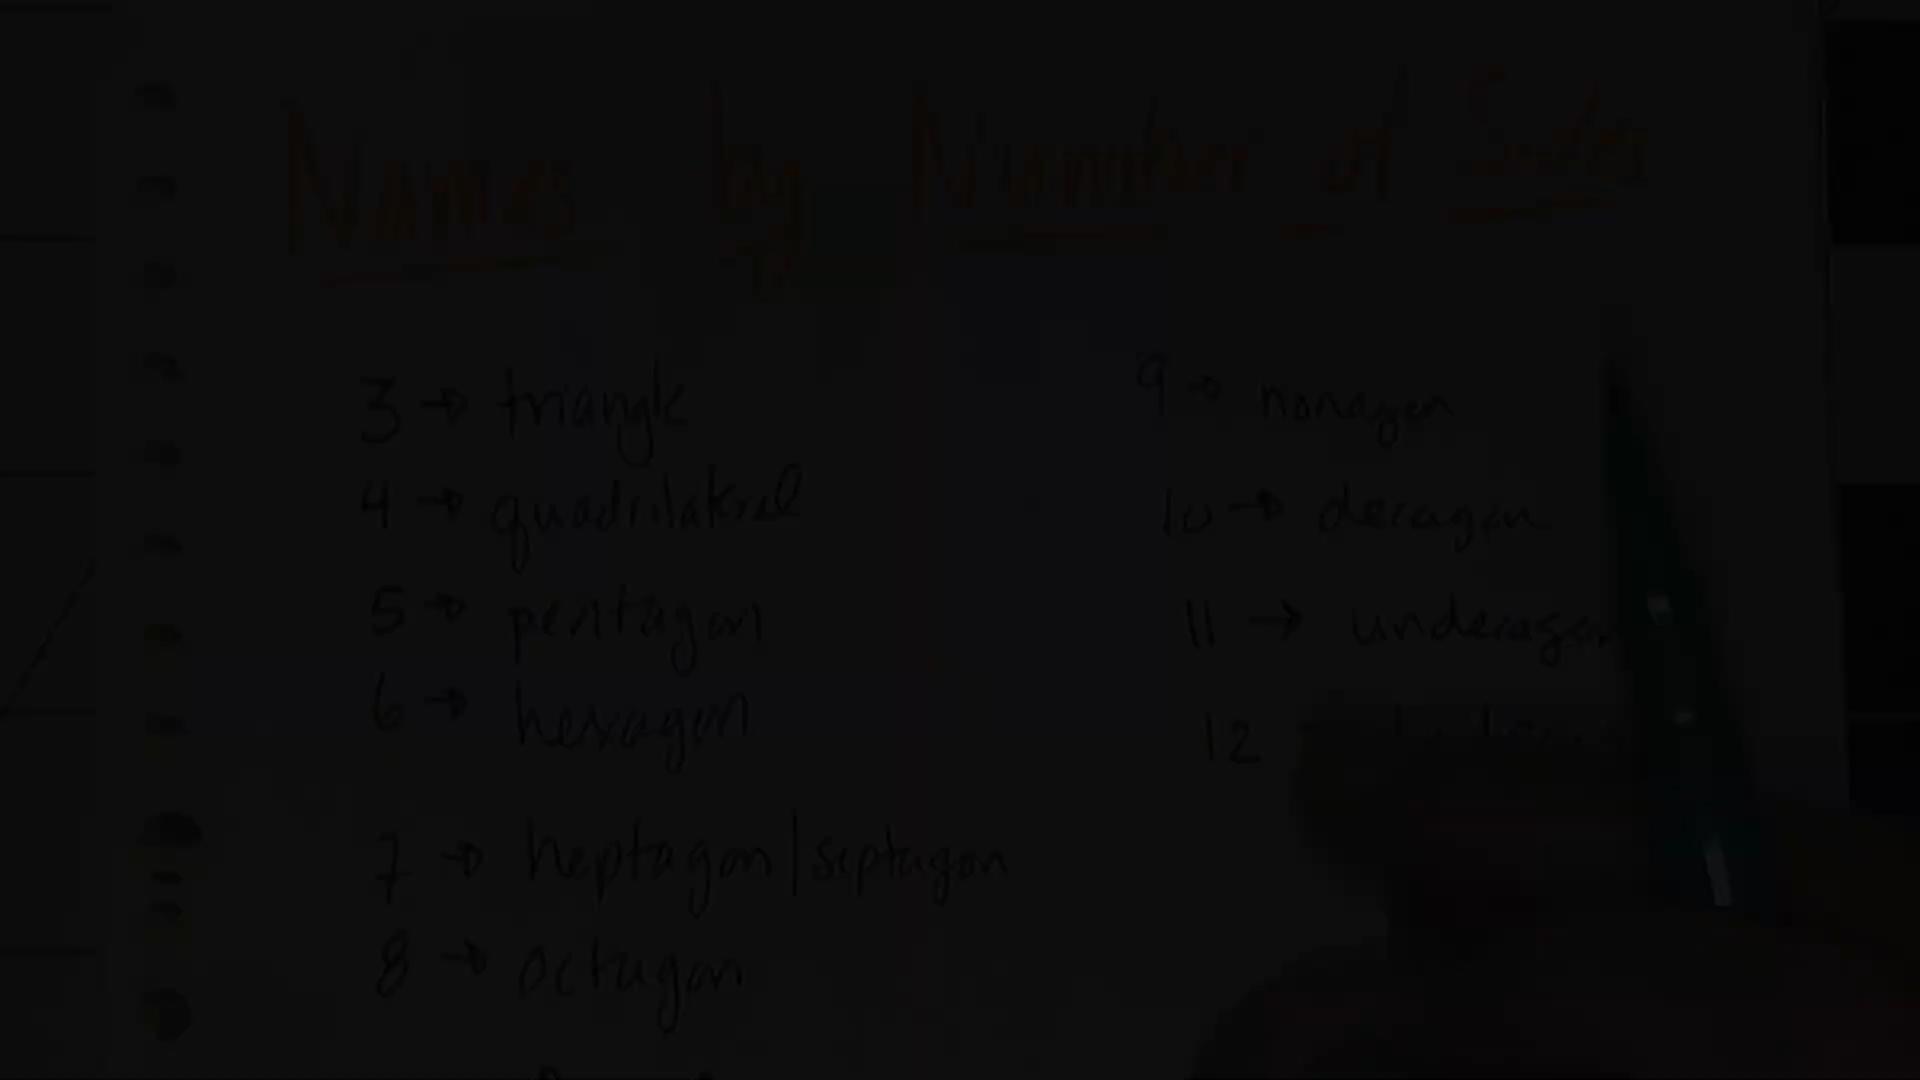 Names by Number of Sides
3 → triangle
4 → quadrilateral
5 → pentagon
6 → hexagon
7 → heptagon/septagon
8 → octagon
9 → nonagon
10 → decagon
11 → undecagon
12